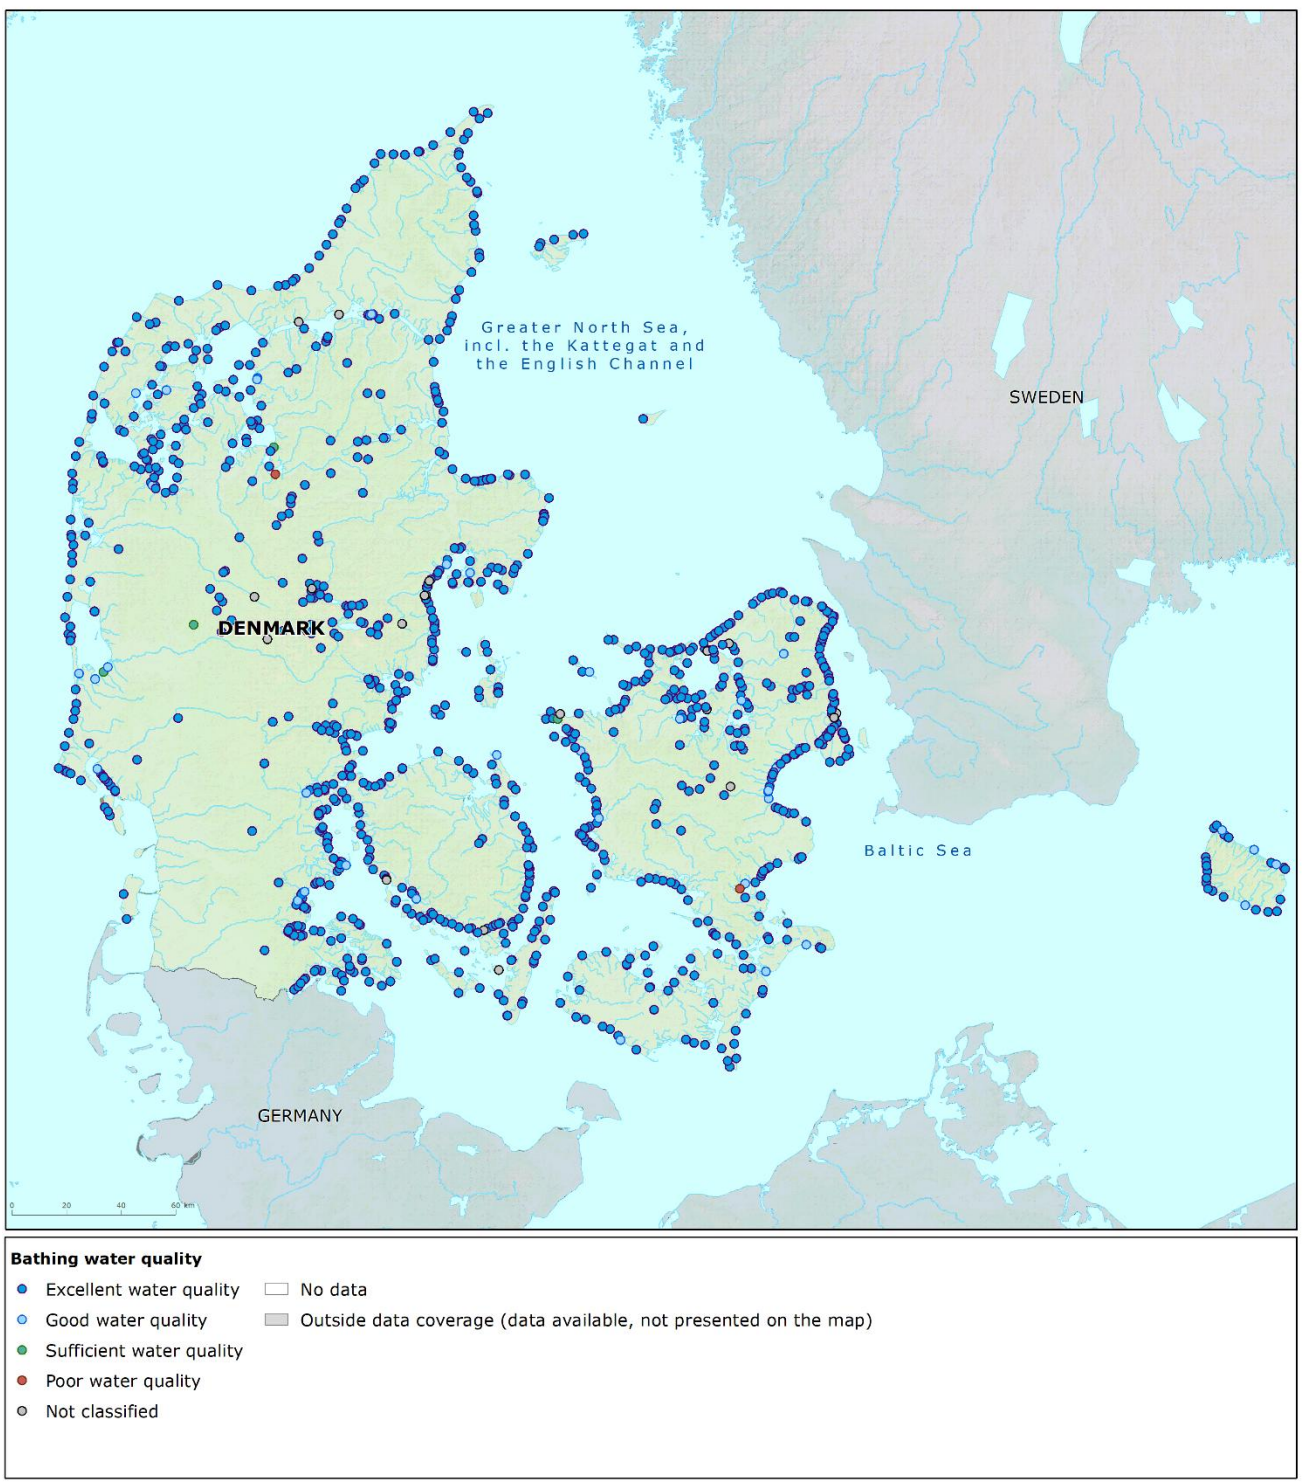 Greater North Sea,
incl. the Kattegat and
the English Channel
SWEDEN
DENMARK
Baltic Sea
GERMANY
0 20 40 60 km
Bathing water quality
Excellent water quality
No data
Good water quality
Outside data coverage (data available, not presented on the map)
Sufficient water quality
Poor water quality
Not classified